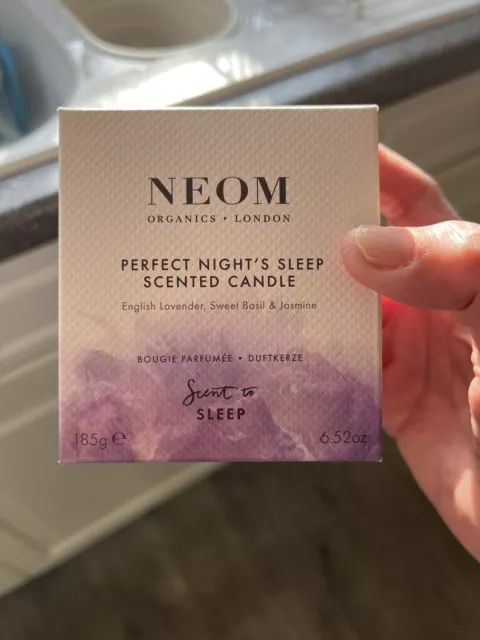 NEOM
ORGANICS • LONDON
PERFECT NIGHT'S SLEEP
SCENTED CANDLE
English Lavender, Sweet Basil & Jasmine
BOUGIE PARFUMÉE • DUFTKERZE
Scent to
SLEEP
185g ℮ 6.52oz